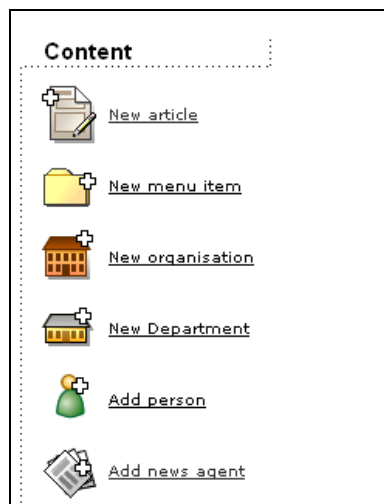 Content
New article
New menu item
New organisation
New Department
Add person
Add news agent